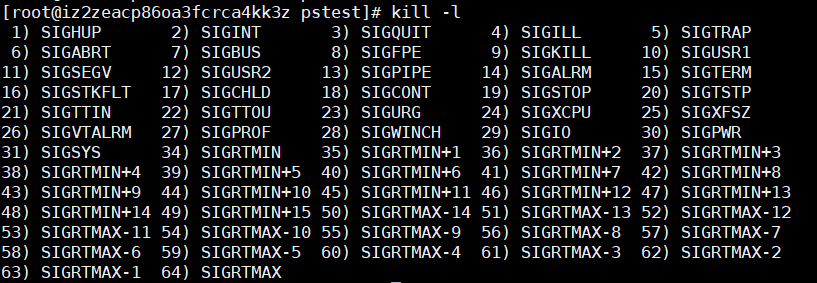 [root@iz2zeacp86oa3fcrca4kk3z pstest]# kill -l
 1) SIGHUP	 2) SIGINT	 3) SIGQUIT	 4) SIGILL	 5) SIGTRAP
 6) SIGABRT	 7) SIGBUS	 8) SIGFPE	 9) SIGKILL	10) SIGUSR1
11) SIGSEGV	12) SIGUSR2	13) SIGPIPE	14) SIGALRM	15) SIGTERM
16) SIGSTKFLT	17) SIGCHLD	18) SIGCONT	19) SIGSTOP	20) SIGTSTP
21) SIGTTIN	22) SIGTTOU	23) SIGURG	24) SIGXCPU	25) SIGXFSZ
26) SIGVTALRM	27) SIGPROF	28) SIGWINCH	29) SIGIO	30) SIGPWR
31) SIGSYS	34) SIGRTMIN	35) SIGRTMIN+1	36) SIGRTMIN+2	37) SIGRTMIN+3
38) SIGRTMIN+4	39) SIGRTMIN+5	40) SIGRTMIN+6	41) SIGRTMIN+7	42) SIGRTMIN+8
43) SIGRTMIN+9	44) SIGRTMIN+10	45) SIGRTMIN+11	46) SIGRTMIN+12	47) SIGRTMIN+13
48) SIGRTMIN+14	49) SIGRTMIN+15	50) SIGRTMAX-14	51) SIGRTMAX-13	52) SIGRTMAX-12
53) SIGRTMAX-11	54) SIGRTMAX-10	55) SIGRTMAX-9	56) SIGRTMAX-8	57) SIGRTMAX-7
58) SIGRTMAX-6	59) SIGRTMAX-5	60) SIGRTMAX-4	61) SIGRTMAX-3	62) SIGRTMAX-2
63) SIGRTMAX-1	64) SIGRTMAX